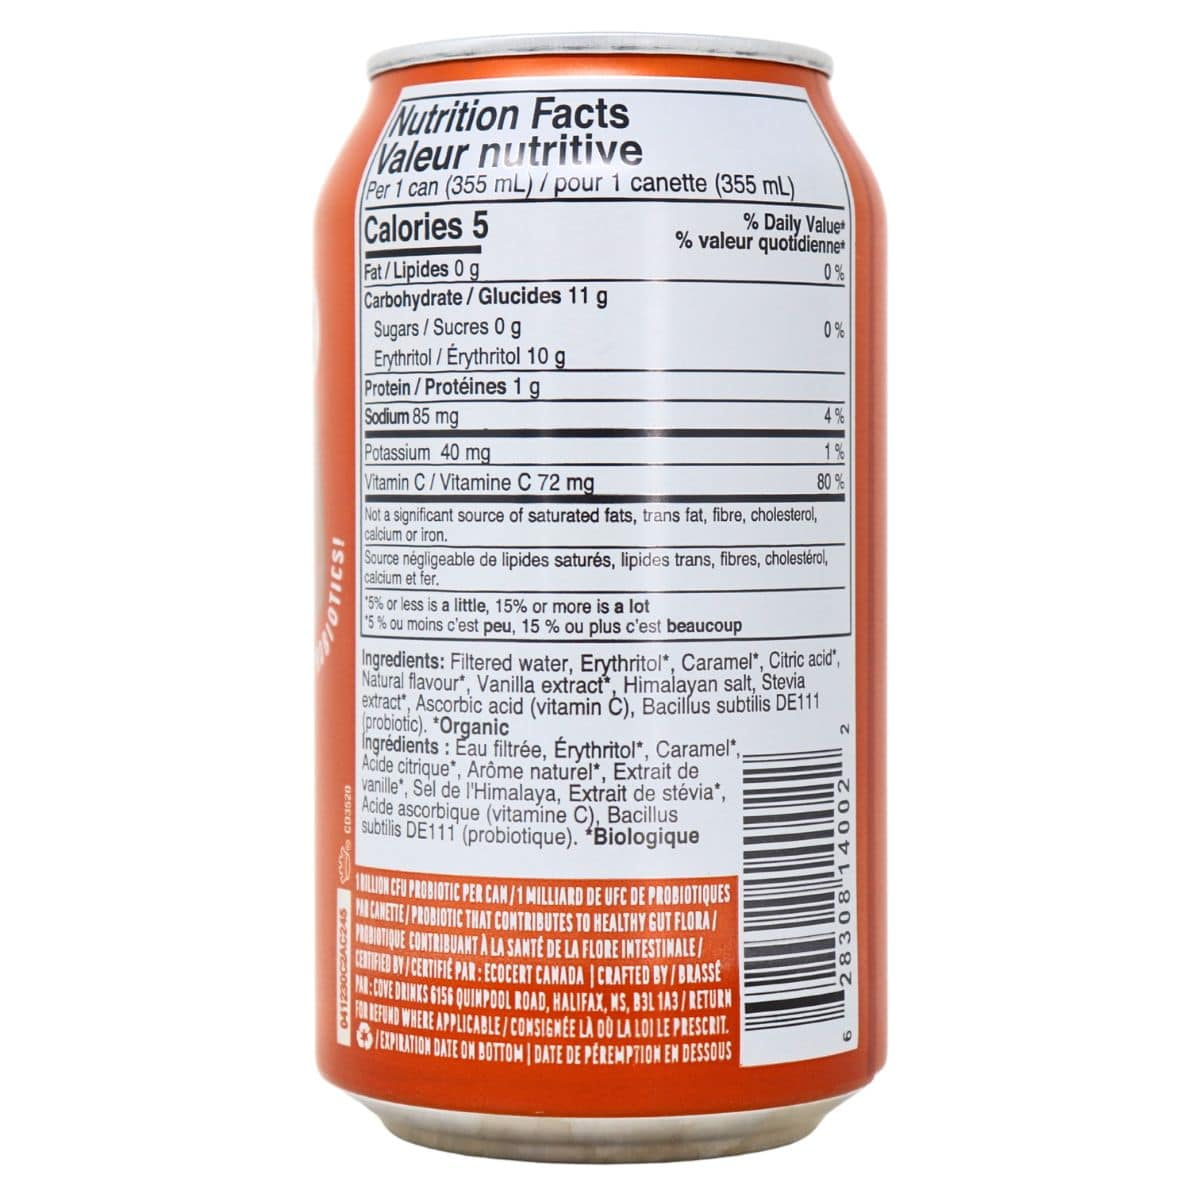 Nutrition Facts
Valeur nutritive
Per 1 can (355 mL) / pour 1 canette (355 mL)
Calories 5
% Daily Value*
% valeur quotidienne*
Fat / Lipides 0 g 0 %
Carbohydrate / Glucides 11 g
Sugars / Sucres 0 g 0 %
Erythritol / Érythritol 10 g
Protein / Protéines 1 g
Sodium 85 mg 4 %
Potassium 40 mg 1 %
Vitamin C / Vitamine C 72 mg 80 %
Not a significant source of saturated fats, trans fat, fibre, cholesterol,
calcium or iron.
Source négligeable de lipides saturés, lipides trans, fibres, cholestérol,
calcium et fer.
*5% or less is a little, 15% or more is a lot
*5 % ou moins c'est peu, 15 % ou plus c'est beaucoup
Ingredients: Filtered water, Erythritol*, Caramel*, Citric acid*,
Natural flavour*, Vanilla extract*, Himalayan salt, Stevia
extract*, Ascorbic acid (vitamin C), Bacillus subtilis DE111
(probiotic). *Organic
Ingrédients : Eau filtrée, Érythritol*, Caramel*,
Acide citrique*, Arôme naturel*, Extrait de
vanille*, Sel de l'Himalaya, Extrait de stévia*,
Acide ascorbique (vitamine C), Bacillus
subtilis DE111 (probiotique). *Biologique
1 BILLION CFU PROBIOTIC PER CAN / 1 MILLIARD DE UFC DE PROBIOTIQUES
PAR CANETTE / PROBIOTIC THAT CONTRIBUTES TO HEALTHY GUT FLORA /
PROBIOTIQUE CONTRIBUANT À LA SANTÉ DE LA FLORE INTESTINALE /
CERTIFIED BY / CERTIFIÉ PAR : ECOCERT CANADA | CRAFTED BY / BRASSÉ
PAR : COVE DRINKS 6156 QUINPOOL ROAD, HALIFAX, NS, B3L 1A3 / RETURN
FOR REFUND WHERE APPLICABLE / CONSIGNÉE LÀ OÙ LA LOI LE PRESCRIT.
/ EXPIRATION DATE ON BOTTOM | DATE DE PÉREMPTION EN DESSOUS
6 28308 14002 2
041230C2AC245
CD3520